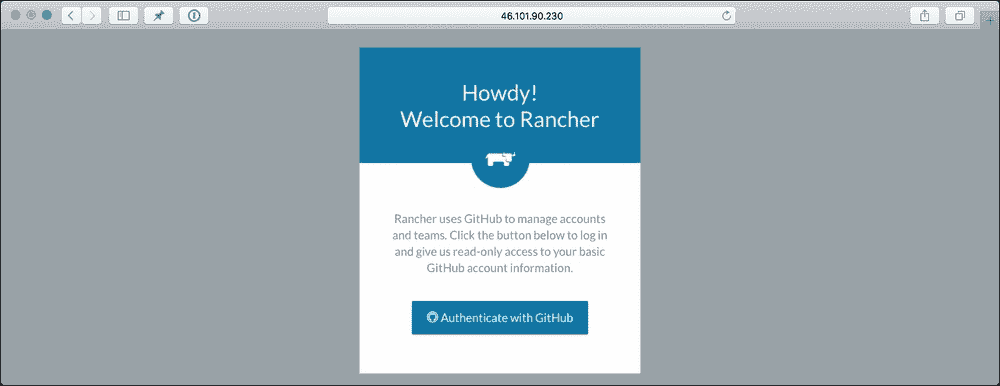 46.101.90.230
Howdy!
Welcome to Rancher
Rancher uses GitHub to manage accounts
and teams. Click the button below to log in
and give us read-only access to your basic
GitHub account information.
Authenticate with GitHub